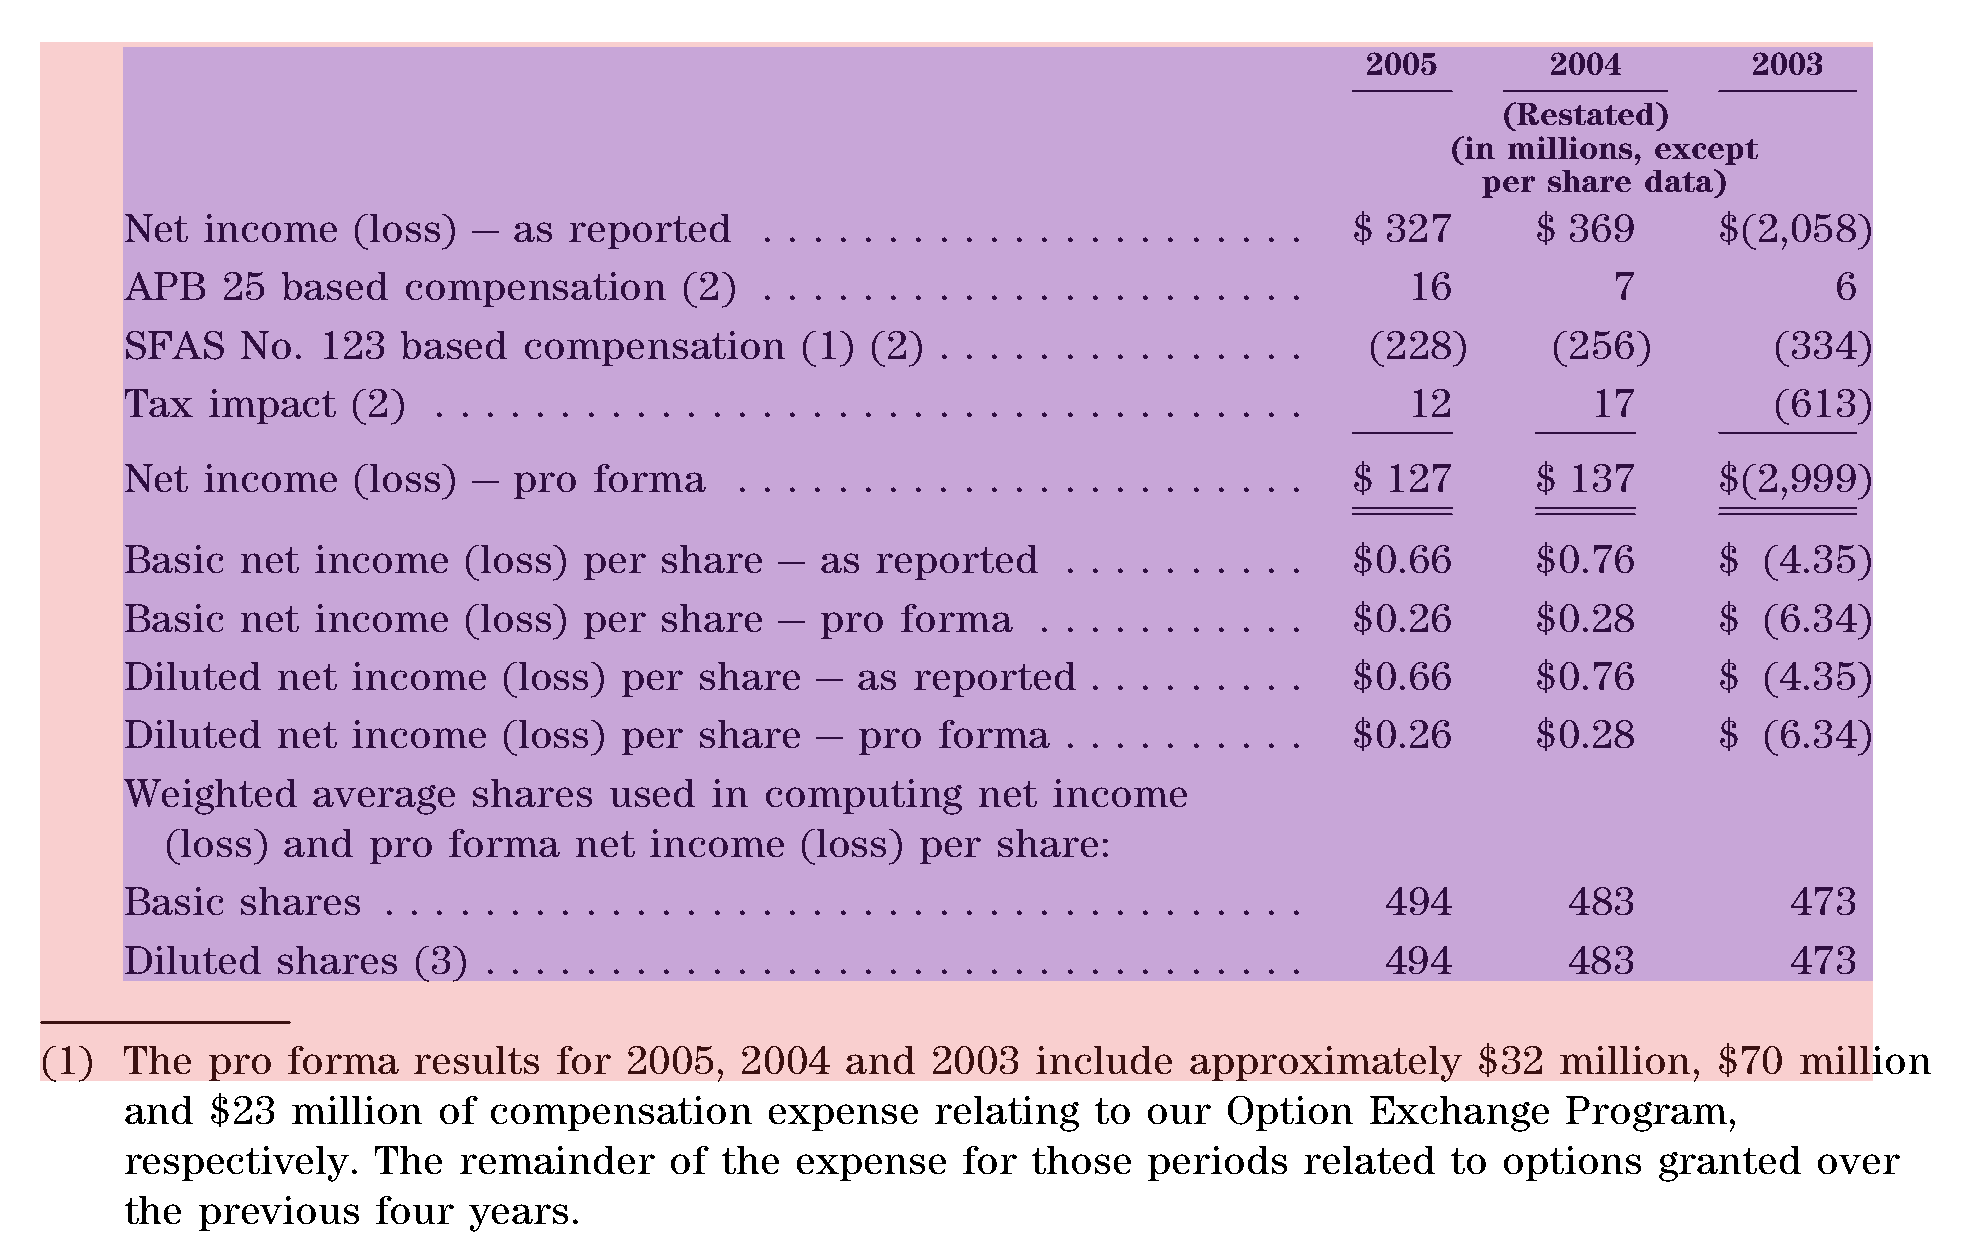 2005 2004 2003
(Restated)
(in millions, except
per share data)
Net income (loss) — as reported ...................... $ 327 $ 369 $(2,058)
APB 25 based compensation (2) ...................... 16 7 6
SFAS No. 123 based compensation (1) (2) ............... (228) (256) (334)
Tax impact (2) ................................... 12 17 (613)
Net income (loss) — pro forma ....................... $ 127 $ 137 $(2,999)
Basic net income (loss) per share — as reported .......... $0.66 $0.76 $ (4.35)
Basic net income (loss) per share — pro forma ........... $0.26 $0.28 $ (6.34)
Diluted net income (loss) per share — as reported ......... $0.66 $0.76 $ (4.35)
Diluted net income (loss) per share — pro forma .......... $0.26 $0.28 $ (6.34)
Weighted average shares used in computing net income
(loss) and pro forma net income (loss) per share:
Basic shares ..................................... 494 483 473
Diluted shares (3) ................................. 494 483 473
(1) The pro forma results for 2005, 2004 and 2003 include approximately $32 million, $70 million
and $23 million of compensation expense relating to our Option Exchange Program,
respectively. The remainder of the expense for those periods related to options granted over
the previous four years.